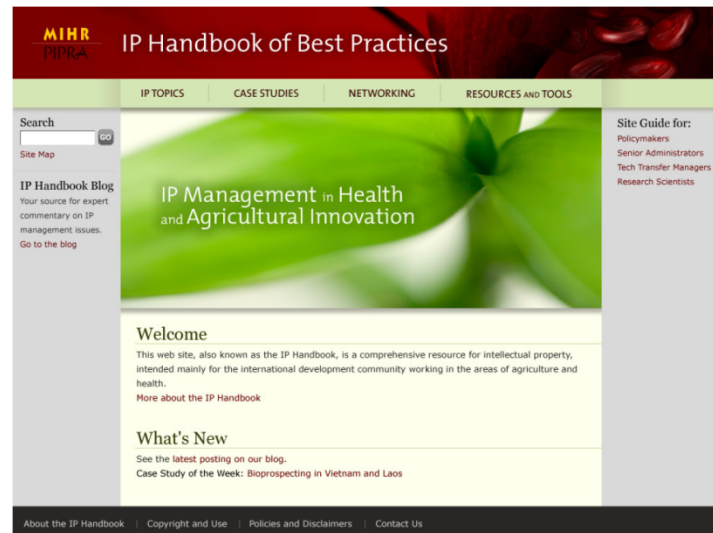 MIHR
PIPRA
IP Handbook of Best Practices
IP TOPICS
CASE STUDIES
NETWORKING
RESOURCES AND TOOLS
Search
GO
Site Map
IP Handbook Blog
Your source for expert
commentary on IP
management issues.
Go to the blog
IP Management in Health
and Agricultural Innovation
Site Guide for:
Policymakers
Senior Administrators
Tech Transfer Managers
Research Scientists
Welcome
This web site, also known as the IP Handbook, is a comprehensive resource for intellectual property,
intended mainly for the international development community working in the areas of agriculture and
health.
More about the IP Handbook
What's New
See the latest posting on our blog.
Case Study of the Week: Bioprospecting in Vietnam and Laos
About the IP Handbook | Copyright and Use | Policies and Disclaimers | Contact Us